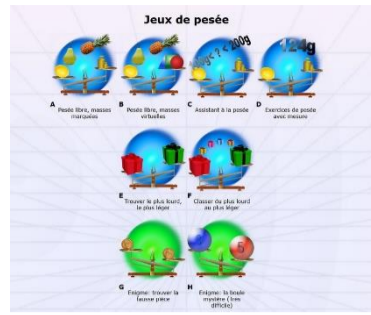 Jeux de pesée
g< ? < 200g
124g
A
Pesée libre, masses
marquées
B
Pesée libre, masses
virtuelles
C
Assistant à la pesée
D
Exercices de pesée
avec mesure
E
Trouver le plus lourd,
le plus léger
F
Classer du plus lourd
au plus léger
6
G
Enigme: trouver la
fausse pièce
H
Enigme: la boule
mystère (très
difficile)